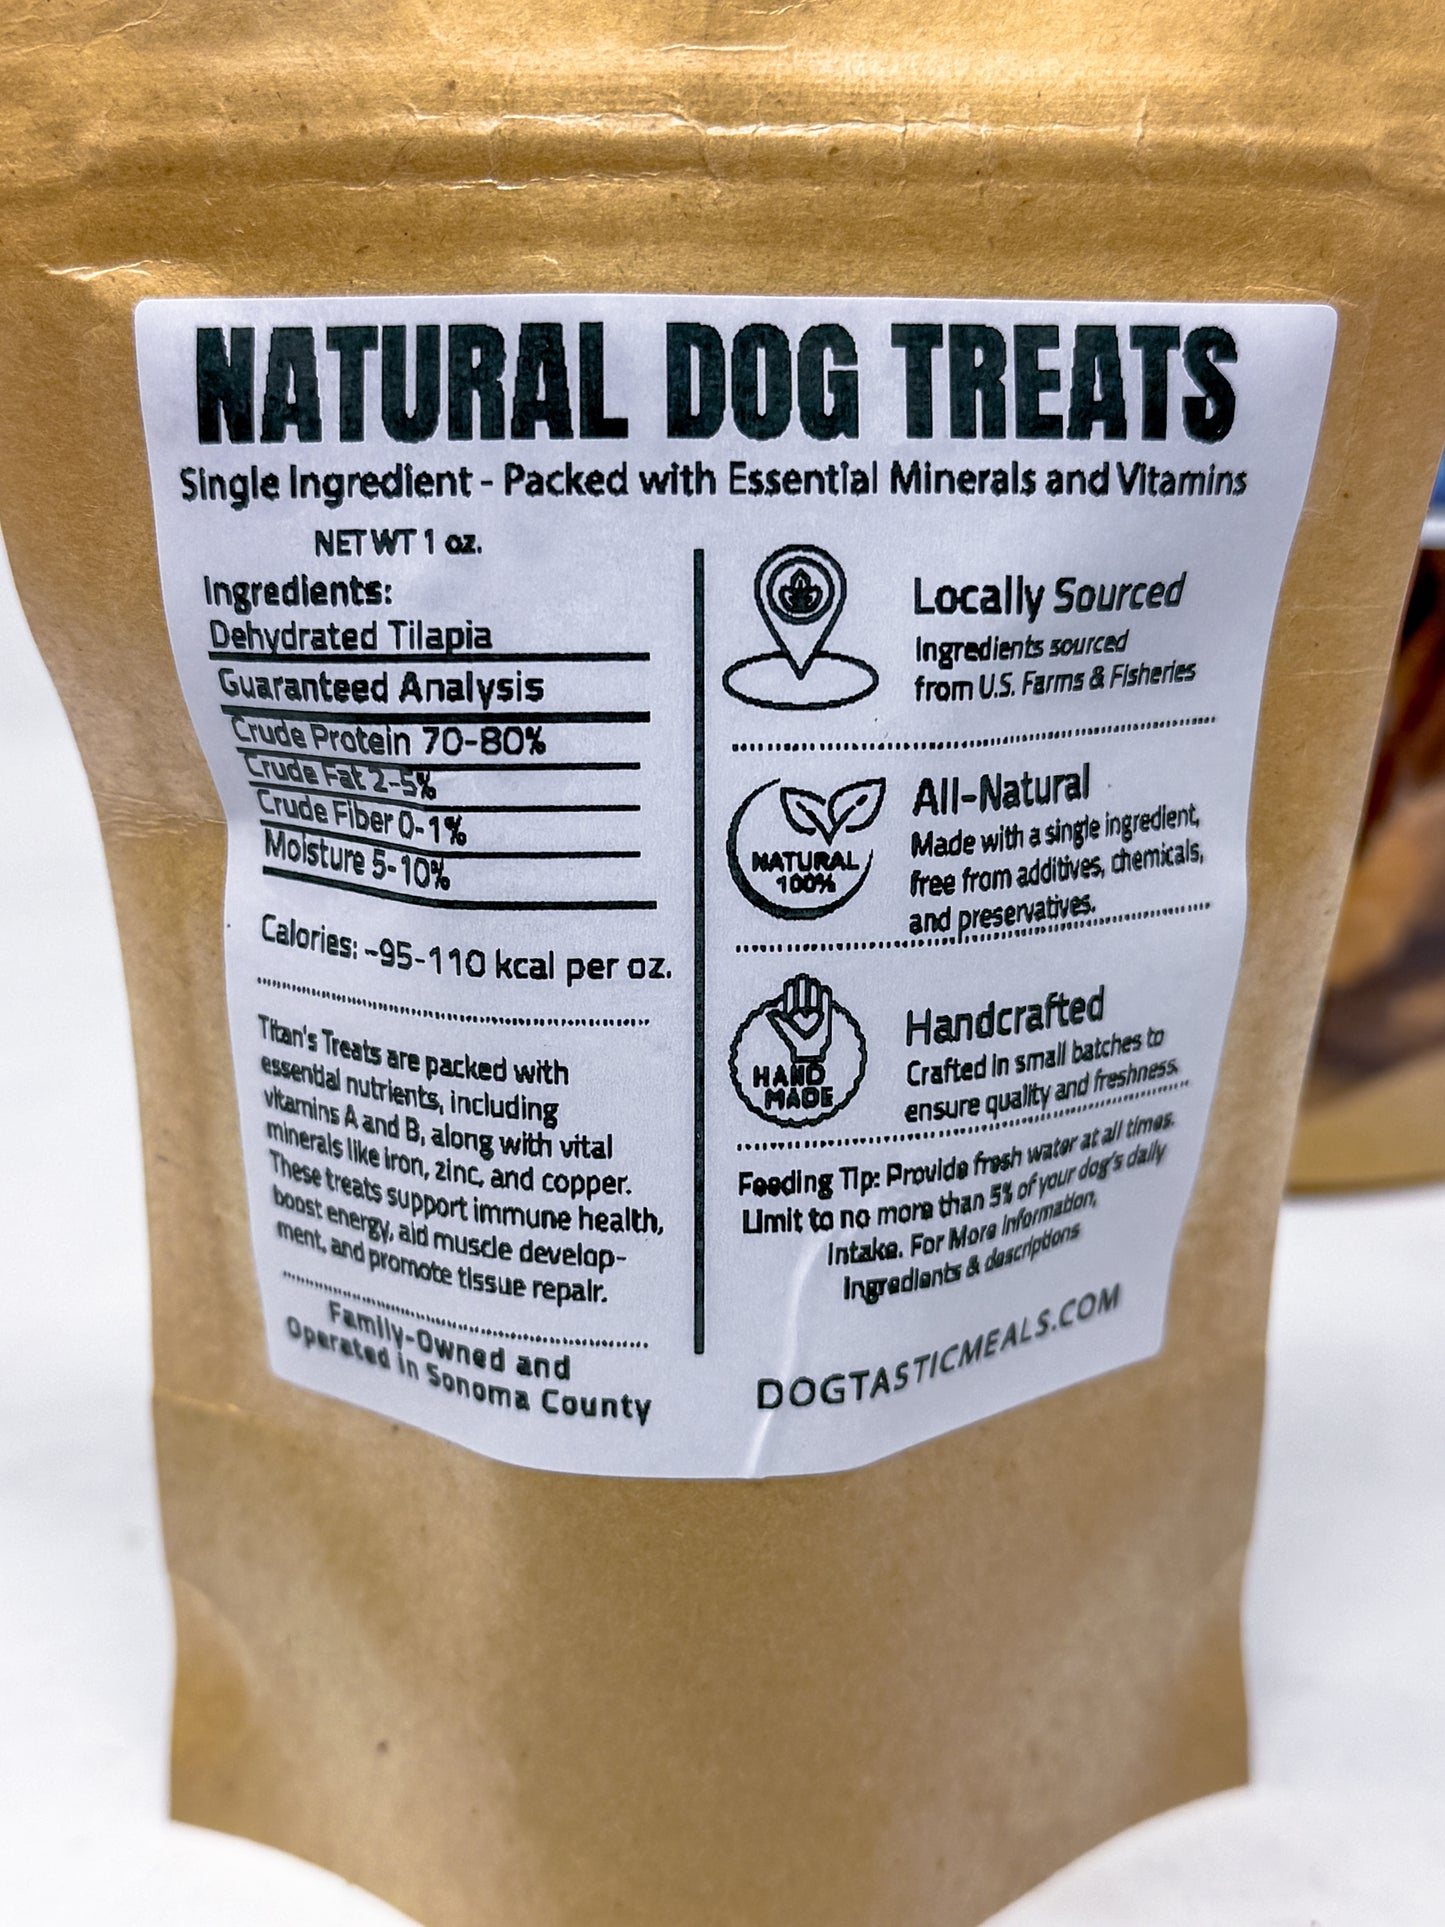 NATURAL DOG TREATS
Single Ingredient - Packed with Essential Minerals and Vitamins
NET WT 1 oz.
Ingredients:
Dehydrated Tilapia
Guaranteed Analysis
Crude Protein 70-80%
Crude Fat 2-5%
Crude Fiber 0-1%
Moisture 5-10%
Calories: ~95-110 kcal per oz.
Titan's Treats are packed with
essential nutrients, including
vitamins A and B, along with vital
minerals like iron, zinc, and copper.
These treats support immune health,
boost energy, aid muscle develop-
ment, and promote tissue repair.
Family-Owned and
Operated in Sonoma County
Locally Sourced
Ingredients sourced
from U.S. Farms & Fisheries
NATURAL
100%
All-Natural
Made with a single ingredient,
free from additives, chemicals,
and preservatives.
HAND
MADE
Handcrafted
Crafted in small batches to
ensure quality and freshness.
Feeding Tip: Provide fresh water at all times.
Limit to no more than 5% of your dog's daily
Intake. For More Information,
Ingredients & descriptions
DOGTASTICMEALS.COM